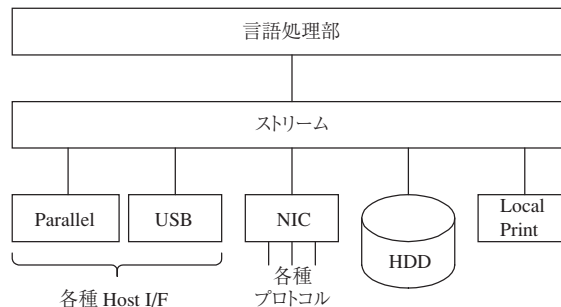 言語処理部
ストリーム
Parallel
USB
NIC
HDD
Local
Print
各種 Host I/F
各種
プロトコル